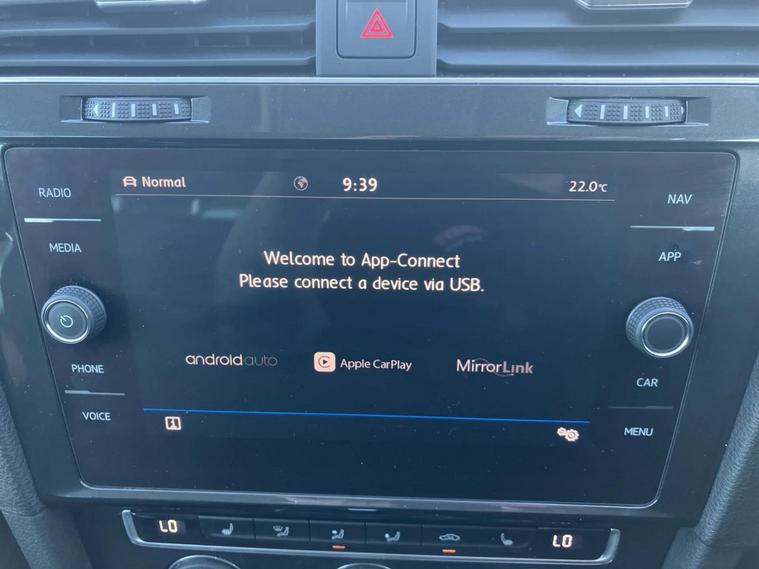 RADIO
MEDIA
PHONE
VOICE
Normal
9:39
22.0°C
Welcome to App-Connect
Please connect a device via USB.
androidauto
Apple CarPlay
MirrorLink
i
NAV
APP
CAR
MENU
LO
LO